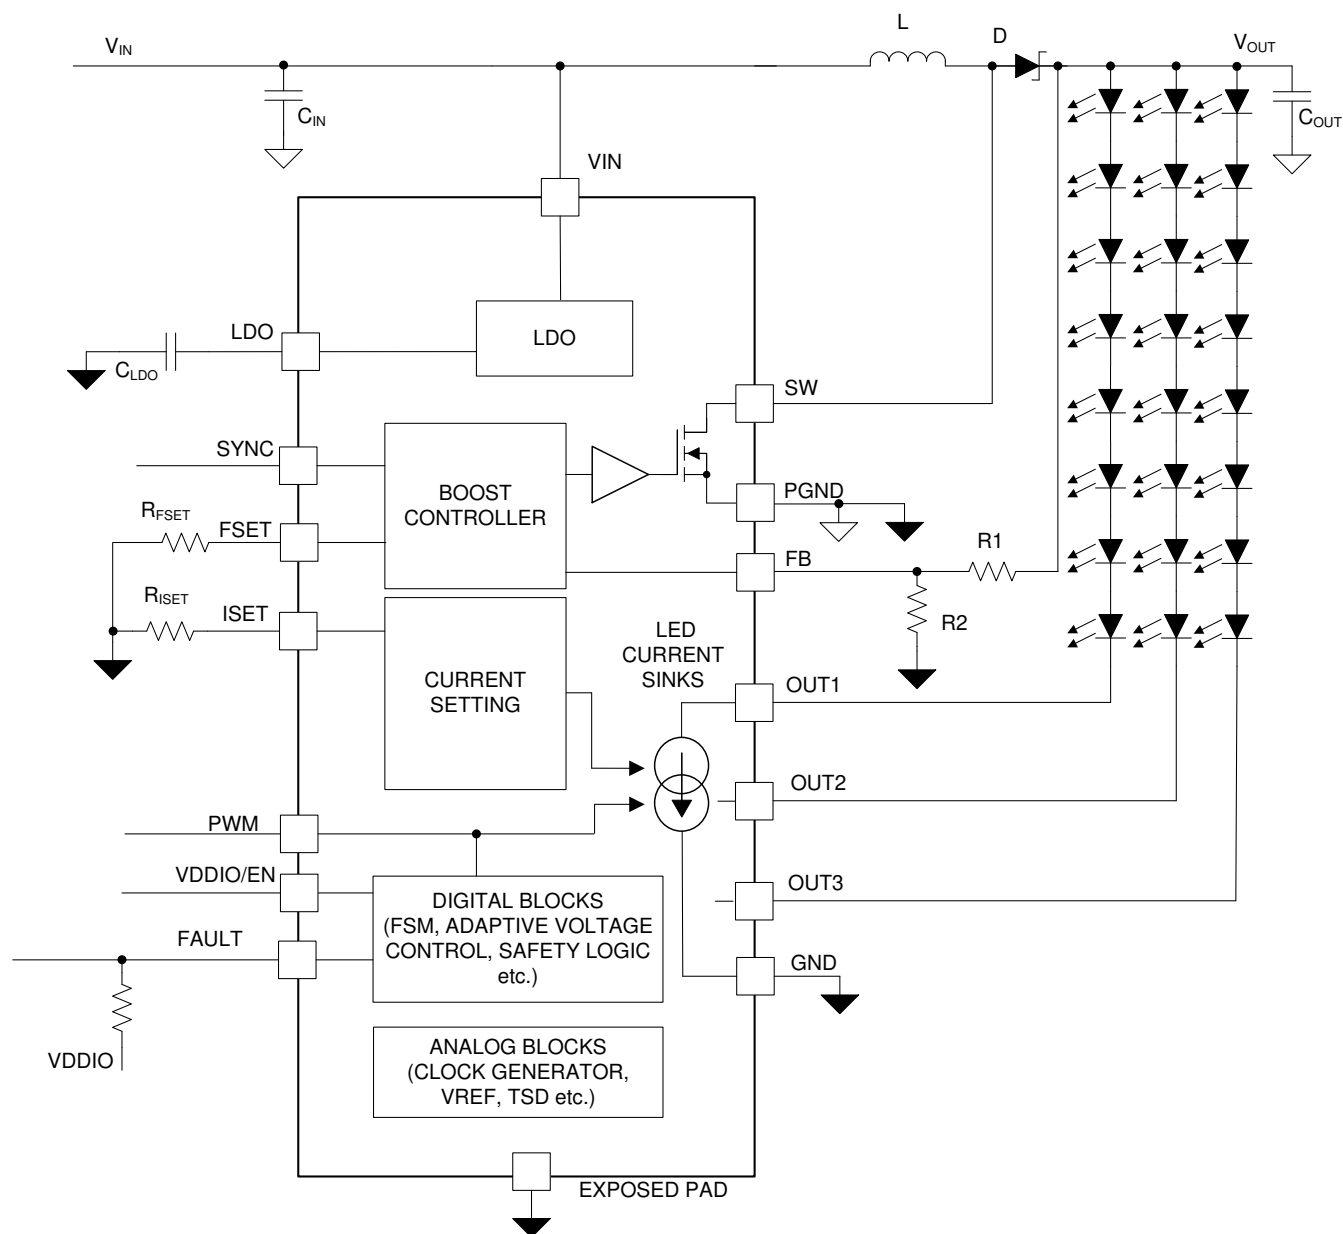 L
D
VIN
VOUT
CIN
COUT
VIN
LDO
LDO
CLDO
SW
SYNC
BOOST
CONTROLLER
PGND
RFSET
FSET
R1
FB
RISET
ISET
R2
LED
CURRENT
SINKS
CURRENT
SETTING
OUT1
OUT2
PWM
VDDIO/EN
OUT3
DIGITAL BLOCKS
(FSM, ADAPTIVE VOLTAGE
CONTROL, SAFETY LOGIC
etc.)
FAULT
GND
VDDIO
ANALOG BLOCKS
(CLOCK GENERATOR,
VREF, TSD etc.)
EXPOSED PAD